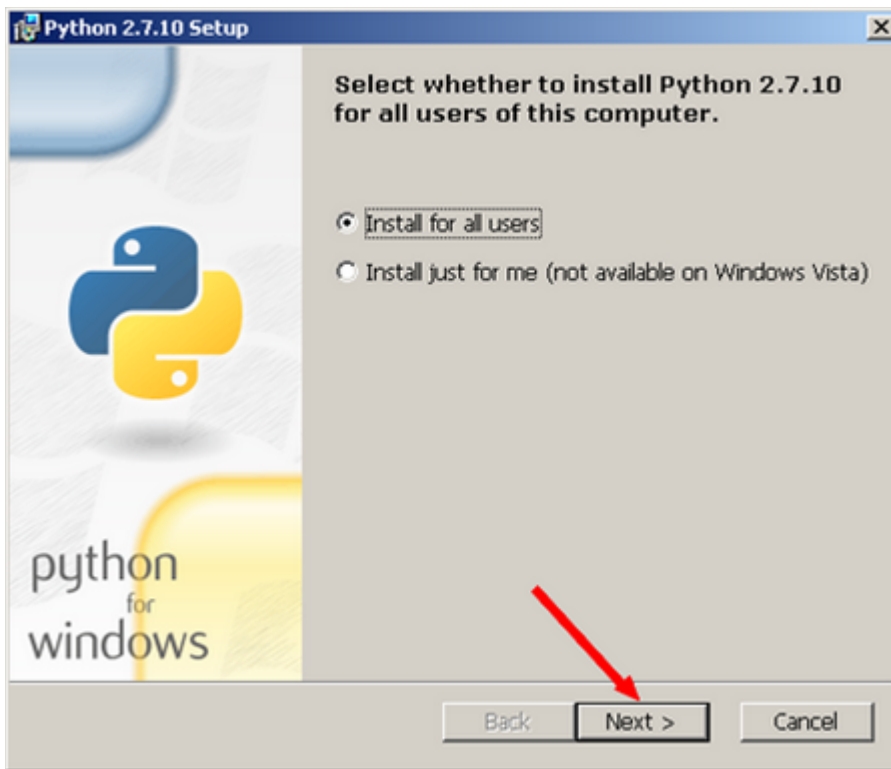 Python 2.7.10 Setup
Select whether to install Python 2.7.10
for all users of this computer.
Install for all users
Install just for me (not available on Windows Vista)
python
for
windows
Back
Next >
Cancel